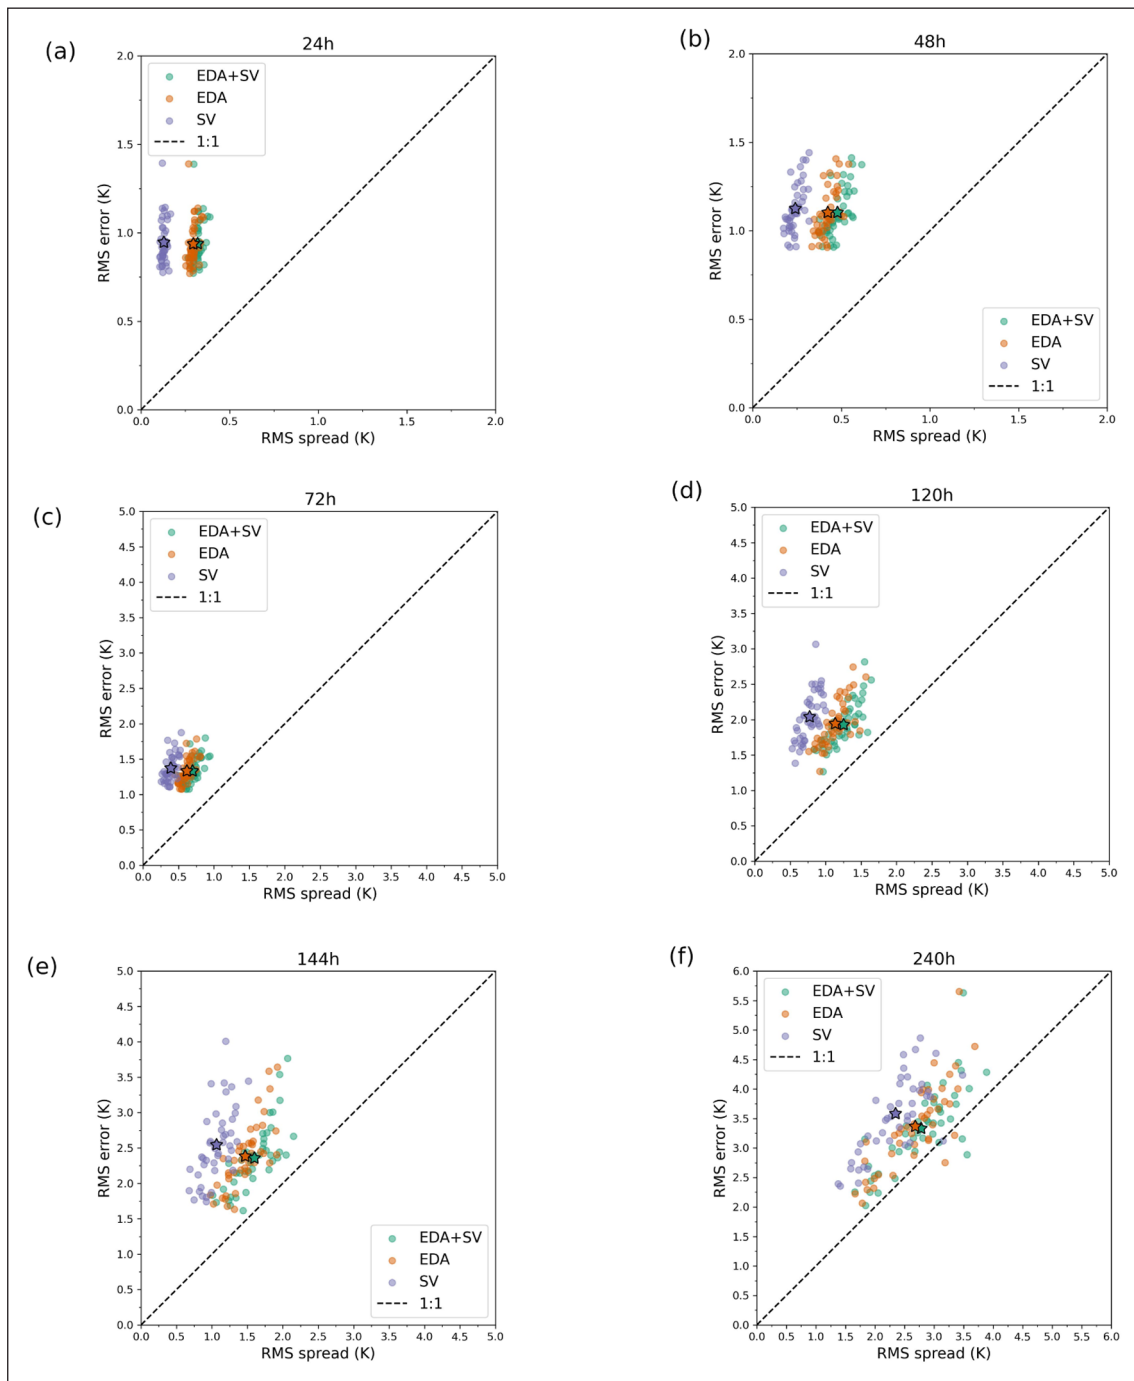 (a)
24h
2.0
1.5
1.0
0.5
0.0
RMS error (K)
EDA+SV
EDA
SV
1:1
0.0 0.5 1.0 1.5 2.0
RMS spread (K)
(b)
48h
2.0
1.5
1.0
0.5
0.0
RMS error (K)
EDA+SV
EDA
SV
1:1
0.0 0.5 1.0 1.5 2.0
RMS spread (K)
(c)
72h
5.0
4.5
4.0
3.5
3.0
2.5
2.0
1.5
1.0
0.5
0.0
RMS error (K)
EDA+SV
EDA
SV
1:1
0.0 0.5 1.0 1.5 2.0 2.5 3.0 3.5 4.0 4.5 5.0
RMS spread (K)
(d)
120h
5.0
4.5
4.0
3.5
3.0
2.5
2.0
1.5
1.0
0.5
0.0
RMS error (K)
EDA+SV
EDA
SV
1:1
0.0 0.5 1.0 1.5 2.0 2.5 3.0 3.5 4.0 4.5 5.0
RMS spread (K)
(e)
144h
5.0
4.5
4.0
3.5
3.0
2.5
2.0
1.5
1.0
0.5
0.0
RMS error (K)
EDA+SV
EDA
SV
1:1
0.0 0.5 1.0 1.5 2.0 2.5 3.0 3.5 4.0 4.5 5.0
RMS spread (K)
(f)
240h
6.0
5.5
5.0
4.5
4.0
3.5
3.0
2.5
2.0
1.5
1.0
0.5
0.0
RMS error (K)
EDA+SV
EDA
SV
1:1
0.0 0.5 1.0 1.5 2.0 2.5 3.0 3.5 4.0 4.5 5.0 5.5 6.0
RMS spread (K)